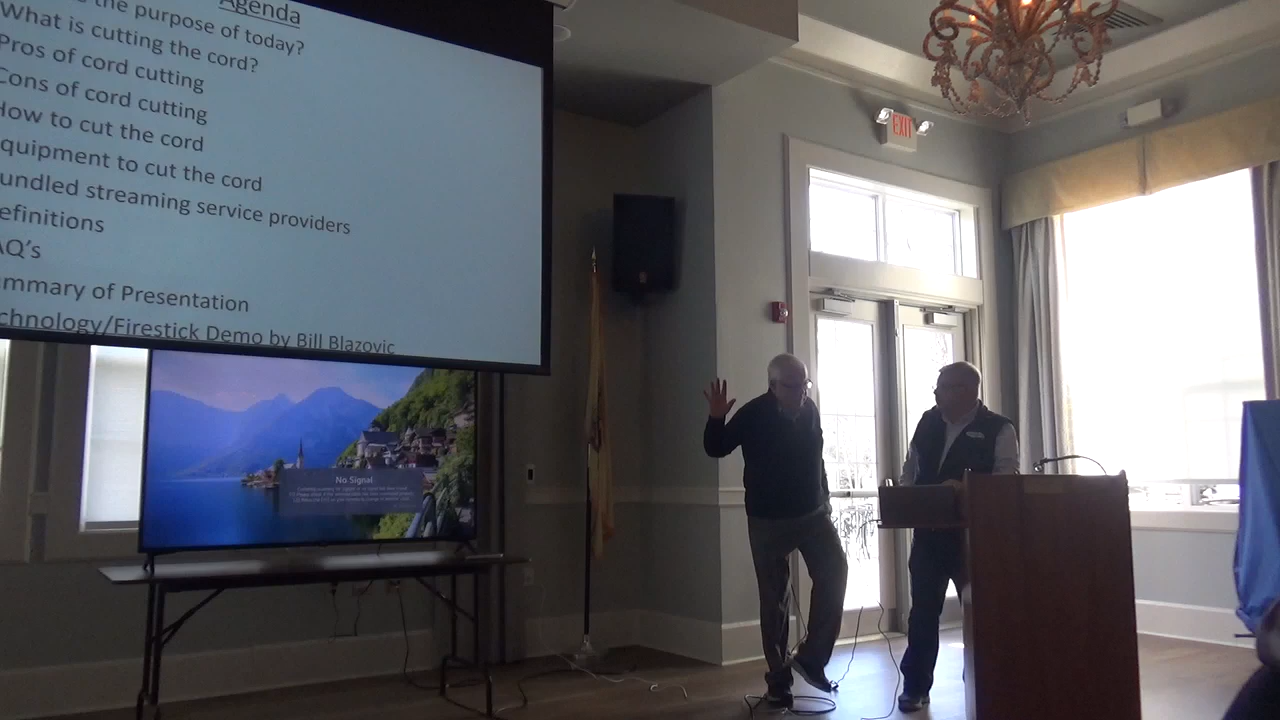 Agenda
the purpose of today?
What is cutting the cord?
Pros of cord cutting
Cons of cord cutting
How to cut the cord
quipment to cut the cord
undled streaming service providers
efinitions
AQ's
mmary of Presentation
chnology/Firestick Demo by Bill Blazovic
No Signal
EXIT